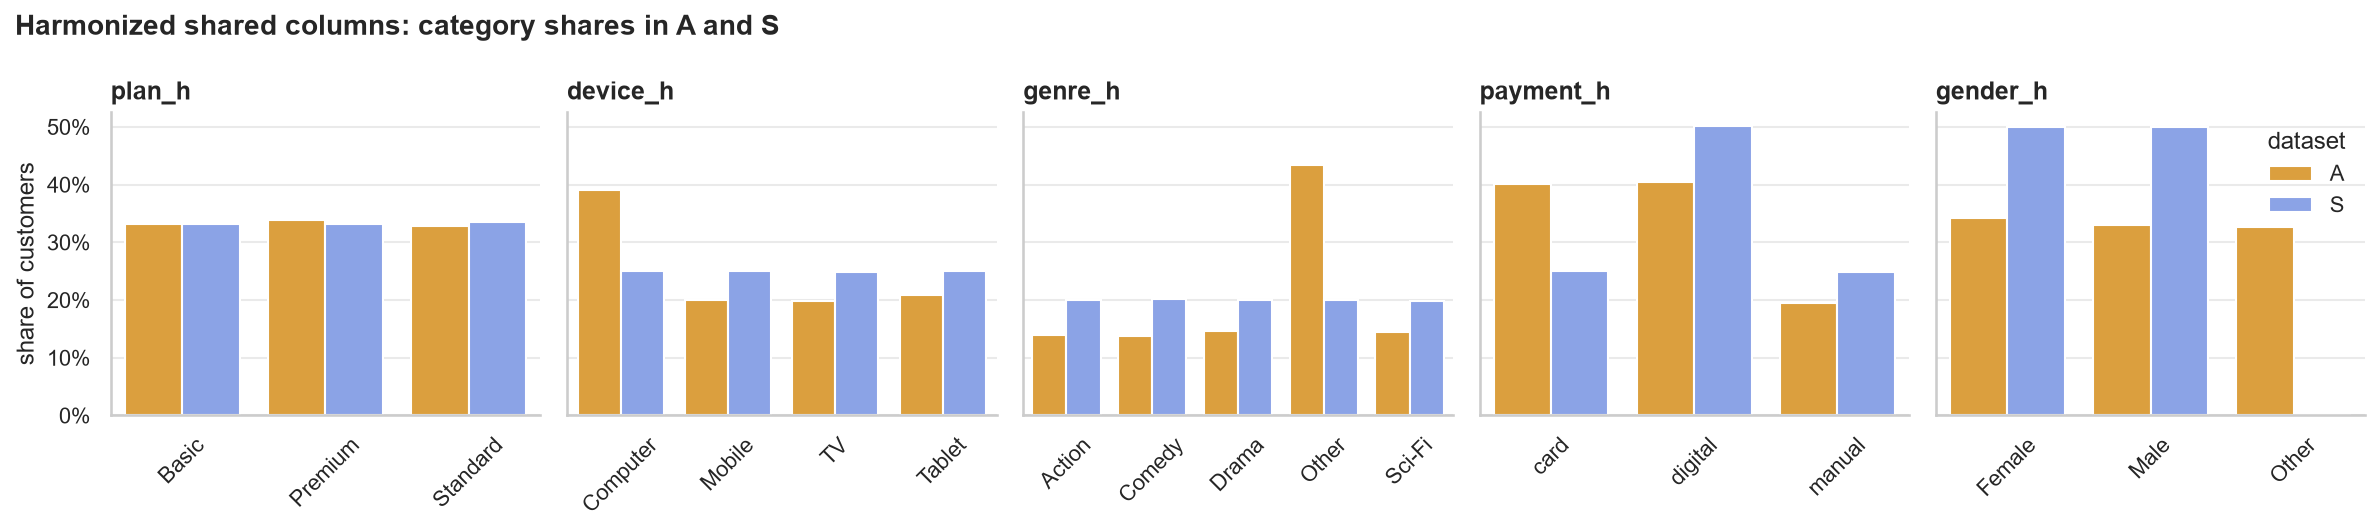 Harmonized shared columns: category shares in A and S
plan_h
device_h
genre_h
payment_h
gender_h
share of customers
50%
40%
30%
20%
10%
0%
dataset
A
S
Basic
Premium
Standard
Computer
Mobile
TV
Tablet
Action
Comedy
Drama
Other
Sci-Fi
card
digital
manual
Female
Male
Other